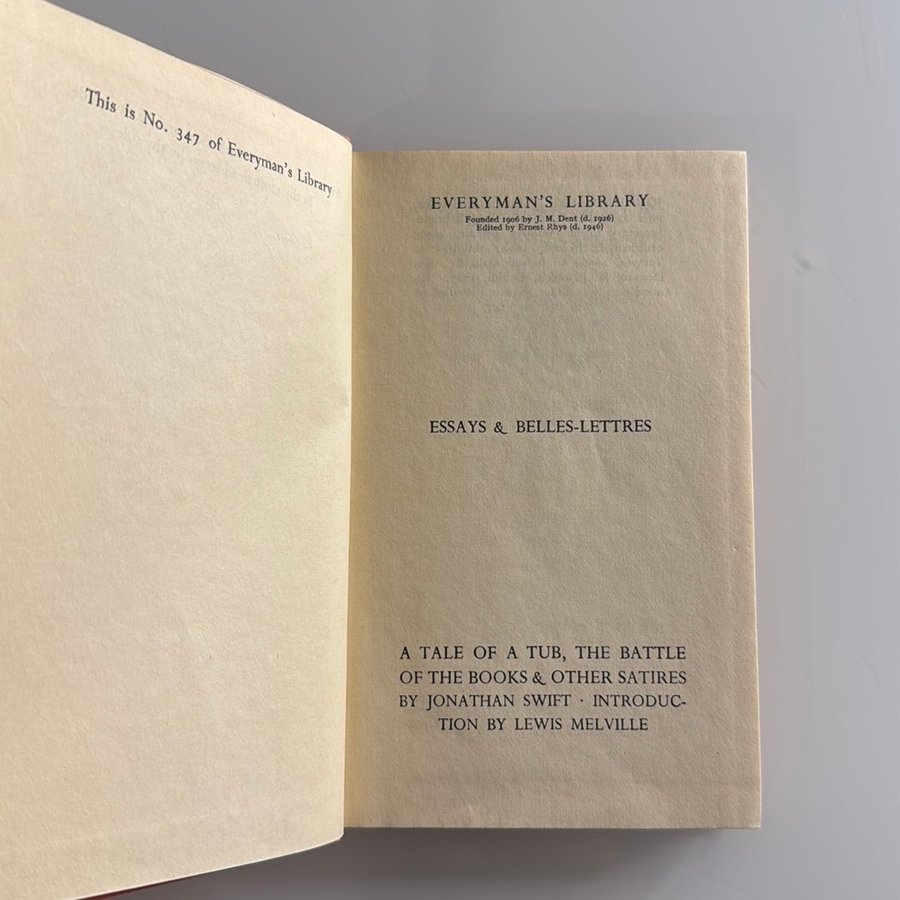 This is No. 347 of Everyman's Library
EVERYMAN'S LIBRARY
Founded 1906 by J. M. Dent (d. 1926)
Edited by Ernest Rhys (d. 1946)
ESSAYS & BELLES-LETTRES
A TALE OF A TUB, THE BATTLE
OF THE BOOKS & OTHER SATIRES
BY JONATHAN SWIFT · INTRODUC-
TION BY LEWIS MELVILLE